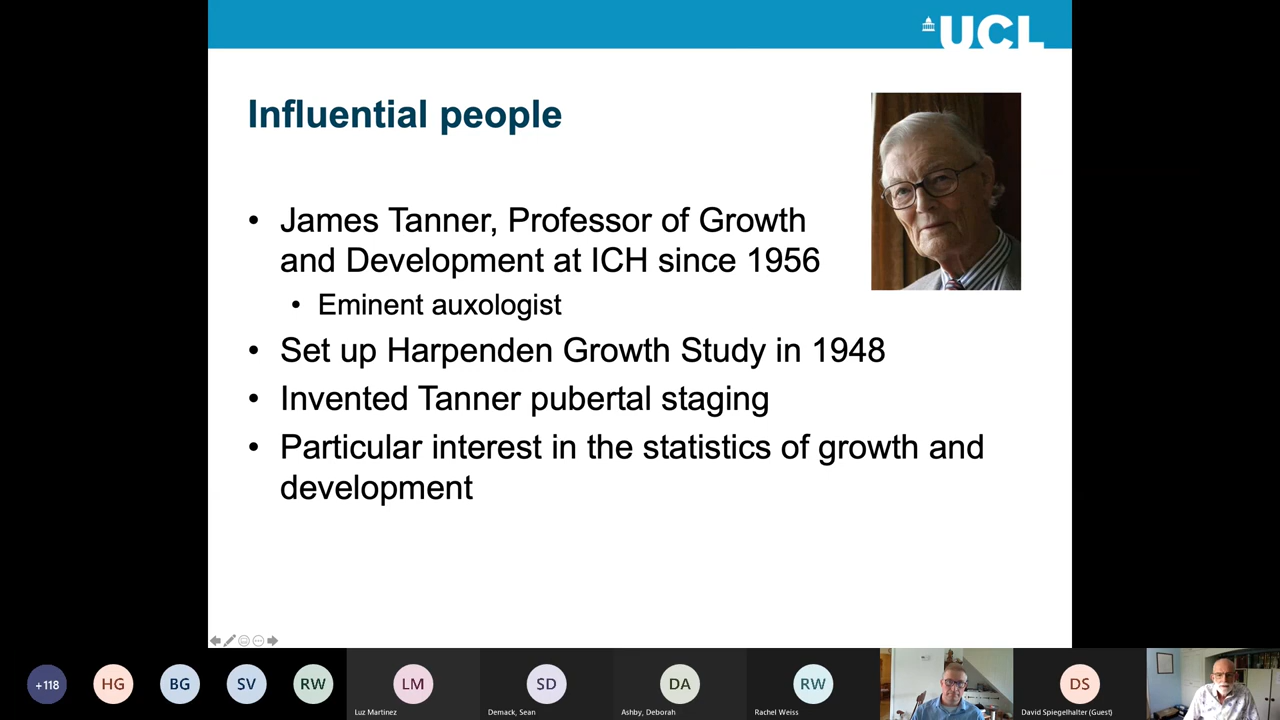 UCL
Influential people
• James Tanner, Professor of Growth
and Development at ICH since 1956
• Eminent auxologist
• Set up Harpenden Growth Study in 1948
• Invented Tanner pubertal staging
• Particular interest in the statistics of growth and
development
+118
HG
BG
SV
RW
LM
SD
DA
RW
DS
Luz Martinez
Demack, Sean
Ashby, Deborah
Rachel Weiss
David Spiegelhalter (Guest)